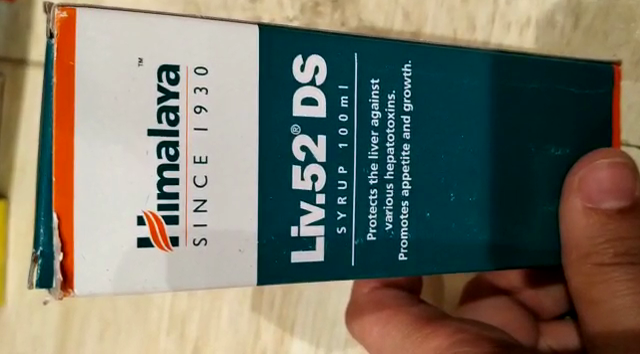 Himalaya™
SINCE 1930
Liv.52® DS
SYRUP 100ml
Protects the liver against
various hepatotoxins.
Promotes appetite and growth.